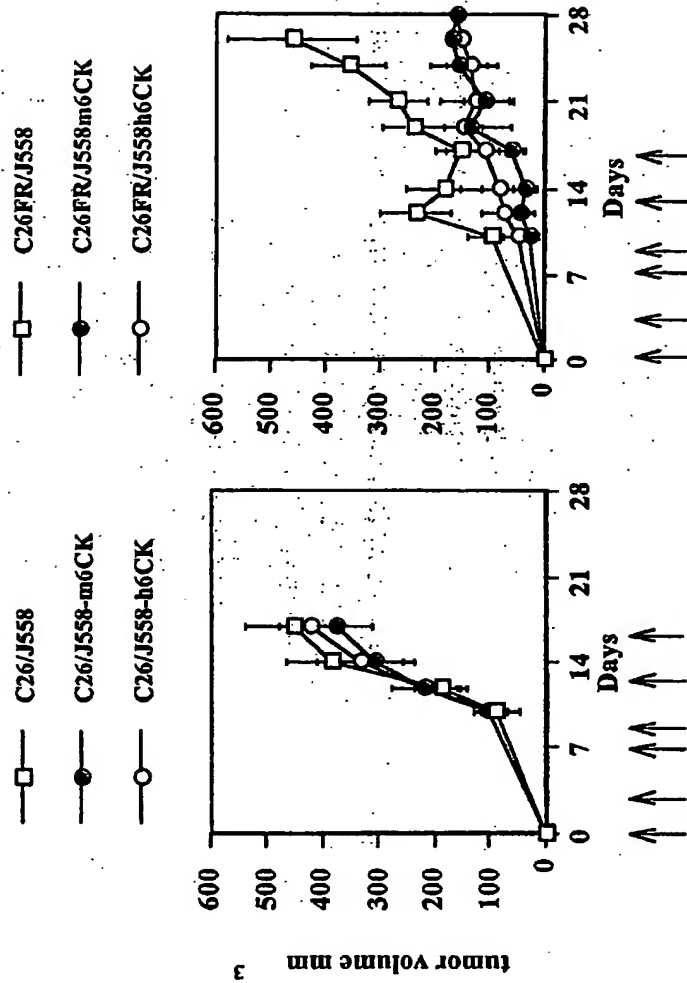 C26/J558
C26/J558-m6CK
C26/J558-h6CK
tumor volume mm 3
600
500
400
300
200
100
0
0 7 14 21 28
Days
C26FR/J558
C26FR/J558m6CK
C26FR/J558h6CK
600
500
400
300
200
100
0
0 7 14 21 28
Days